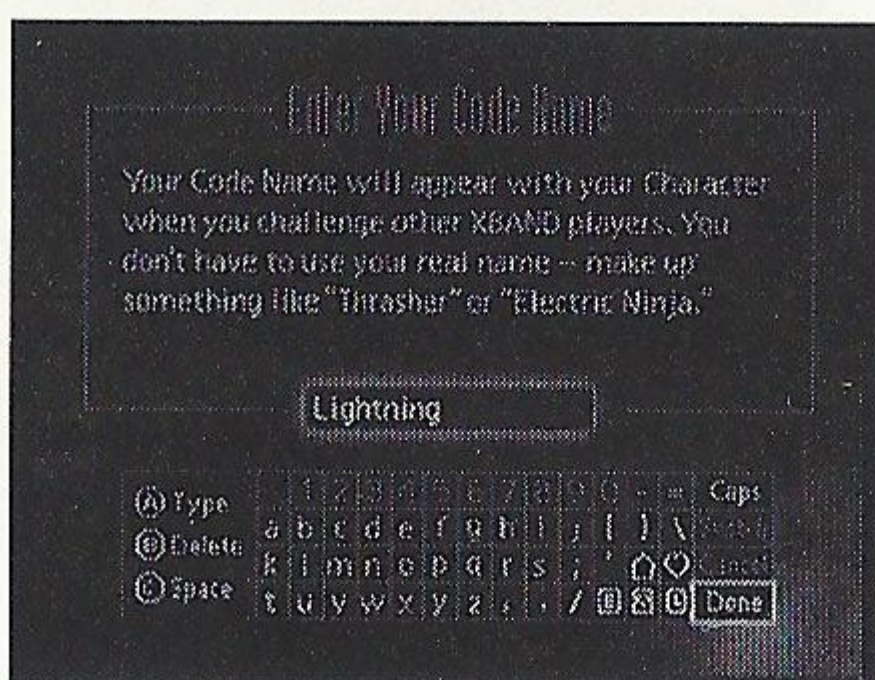 Enter Your Code Name
Your Code Name will appear with your Character
when you challenge other XBAND players. You
don't have to use your real name -- make up
something like "Thrasher" or "Electric Ninja."
Lightning
A Type
B Delete
C Space
1 2 3 4 5 6 7 8 9 0 - = Caps
a b c d e f g h i j [ ] \
k l m n o p q r s ; ' Cancel
t u v w x y z , . / Done